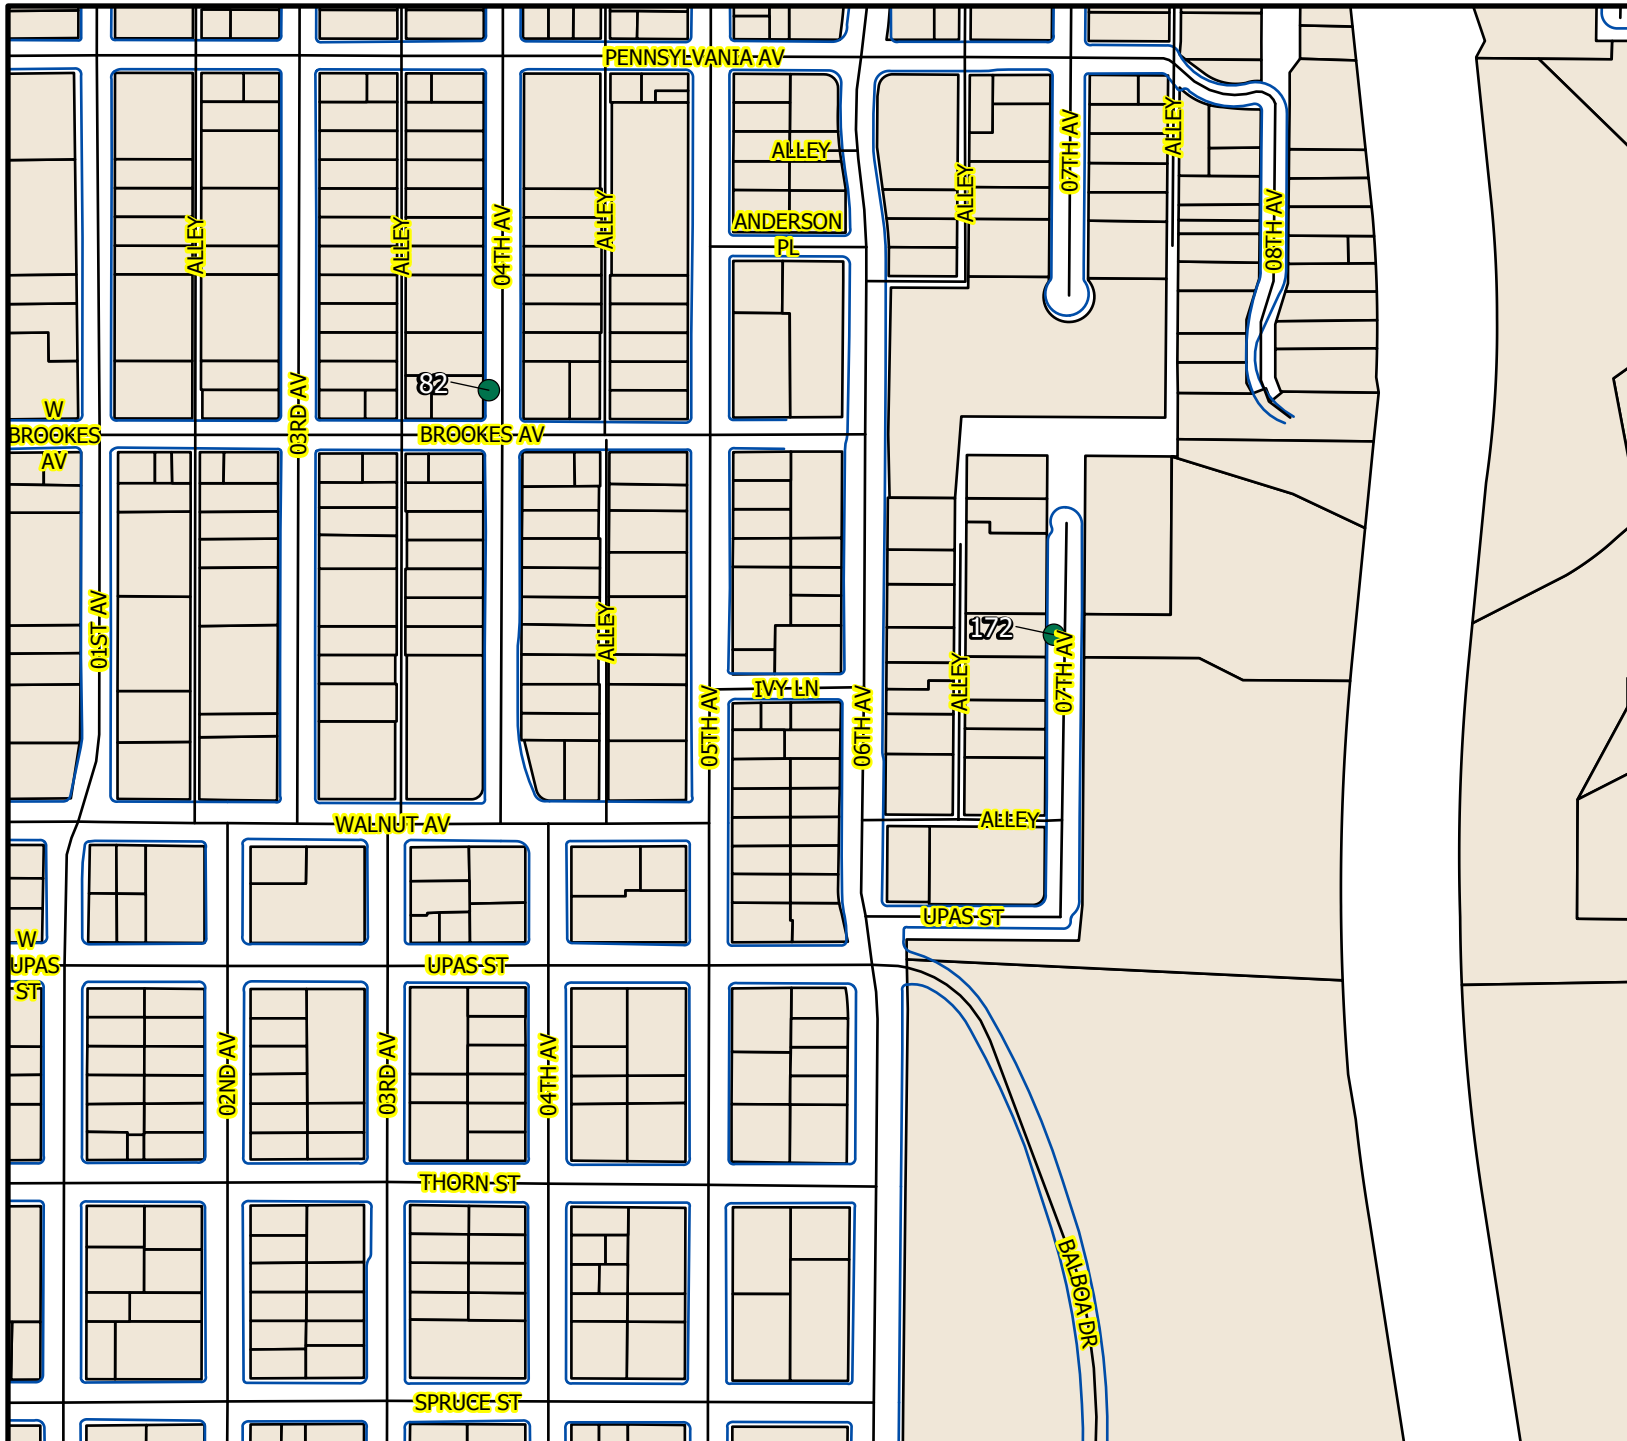 PENNSYLVANIA AV
ALLEY
ALLEY
07TH AV
ALLEY
ALLEY
ALLEY
ALLEY
04TH AV
ALLEY
ANDERSON
PL
08TH AV
82
03RD AV
W
BROOKES
AV
BROOKES AV
01ST AV
ALLEY
172
07TH AV
ALLEY
IVY LN
05TH AV
06TH AV
WALNUT AV
ALLEY
UPAS ST
W
UPAS
ST
UPAS ST
02ND AV
03RD AV
04TH AV
THORN ST
BALBOA DR
SPRUCE ST